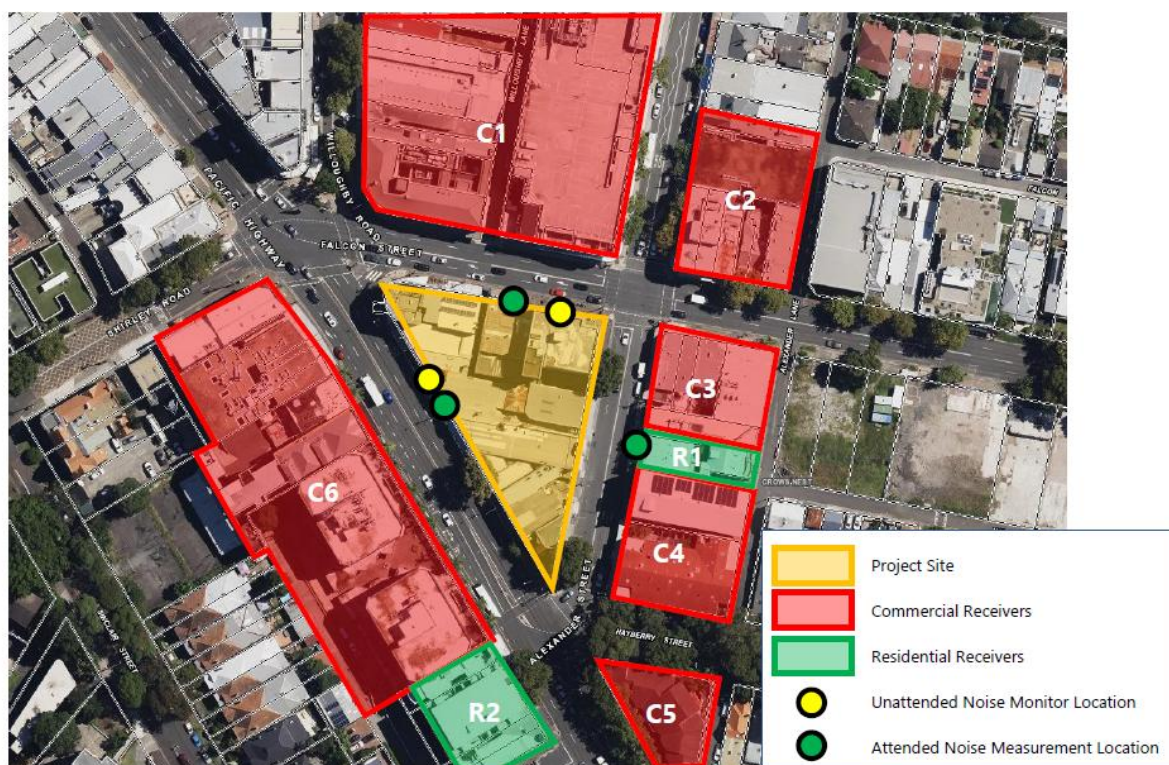 C1
WILLOUGHBY LANE
C2
PACIFIC HIGHWAY
WILLOUGHBY ROAD
FALCON
FALCON STREET
SHIRLEY ROAD
ALEXANDER LANE
C3
R1
CROWS NEST
C6
C4
ALEXANDER STREET
HAYBERRY STREET
R2
C5
Project Site
Commercial Receivers
Residential Receivers
Unattended Noise Monitor Location
Attended Noise Measurement Location